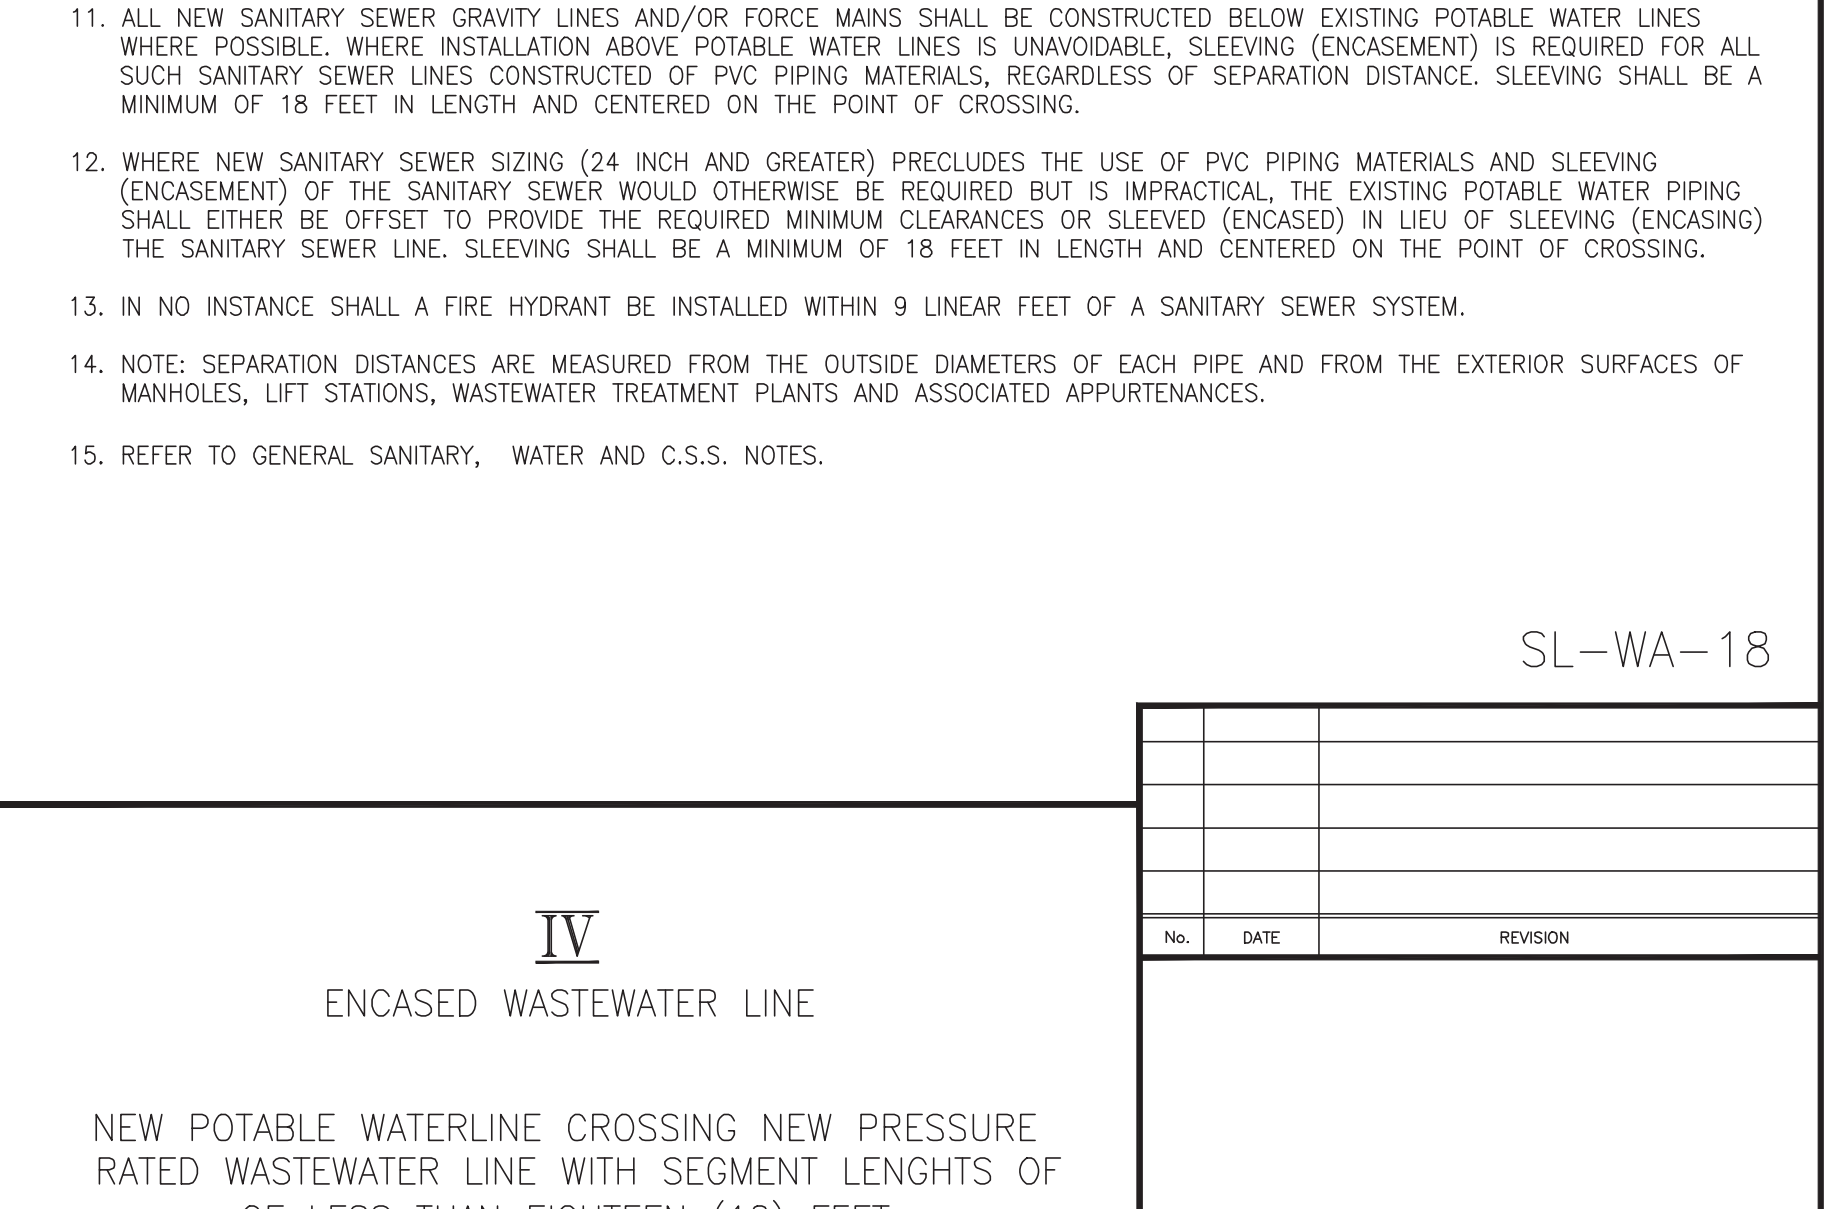 11. ALL NEW SANITARY SEWER GRAVITY LINES AND/OR FORCE MAINS SHALL BE CONSTRUCTED BELOW EXISTING POTABLE WATER LINES
WHERE POSSIBLE. WHERE INSTALLATION ABOVE POTABLE WATER LINES IS UNAVOIDABLE, SLEEVING (ENCASEMENT) IS REQUIRED FOR ALL
SUCH SANITARY SEWER LINES CONSTRUCTED OF PVC PIPING MATERIALS, REGARDLESS OF SEPARATION DISTANCE. SLEEVING SHALL BE A
MINIMUM OF 18 FEET IN LENGTH AND CENTERED ON THE POINT OF CROSSING.
12. WHERE NEW SANITARY SEWER SIZING (24 INCH AND GREATER) PRECLUDES THE USE OF PVC PIPING MATERIALS AND SLEEVING
(ENCASEMENT) OF THE SANITARY SEWER WOULD OTHERWISE BE REQUIRED BUT IS IMPRACTICAL, THE EXISTING POTABLE WATER PIPING
SHALL EITHER BE OFFSET TO PROVIDE THE REQUIRED MINIMUM CLEARANCES OR SLEEVED (ENCASED) IN LIEU OF SLEEVING (ENCASING)
THE SANITARY SEWER LINE. SLEEVING SHALL BE A MINIMUM OF 18 FEET IN LENGTH AND CENTERED ON THE POINT OF CROSSING.
13. IN NO INSTANCE SHALL A FIRE HYDRANT BE INSTALLED WITHIN 9 LINEAR FEET OF A SANITARY SEWER SYSTEM.
14. NOTE: SEPARATION DISTANCES ARE MEASURED FROM THE OUTSIDE DIAMETERS OF EACH PIPE AND FROM THE EXTERIOR SURFACES OF
MANHOLES, LIFT STATIONS, WASTEWATER TREATMENT PLANTS AND ASSOCIATED APPURTENANCES.
15. REFER TO GENERAL SANITARY, WATER AND C.S.S. NOTES.
SL-WA-18
No. DATE REVISION
IV
ENCASED WASTEWATER LINE
NEW POTABLE WATERLINE CROSSING NEW PRESSURE
RATED WASTEWATER LINE WITH SEGMENT LENGHTS OF
OF LESS THAN EIGHTEEN (18) FEET